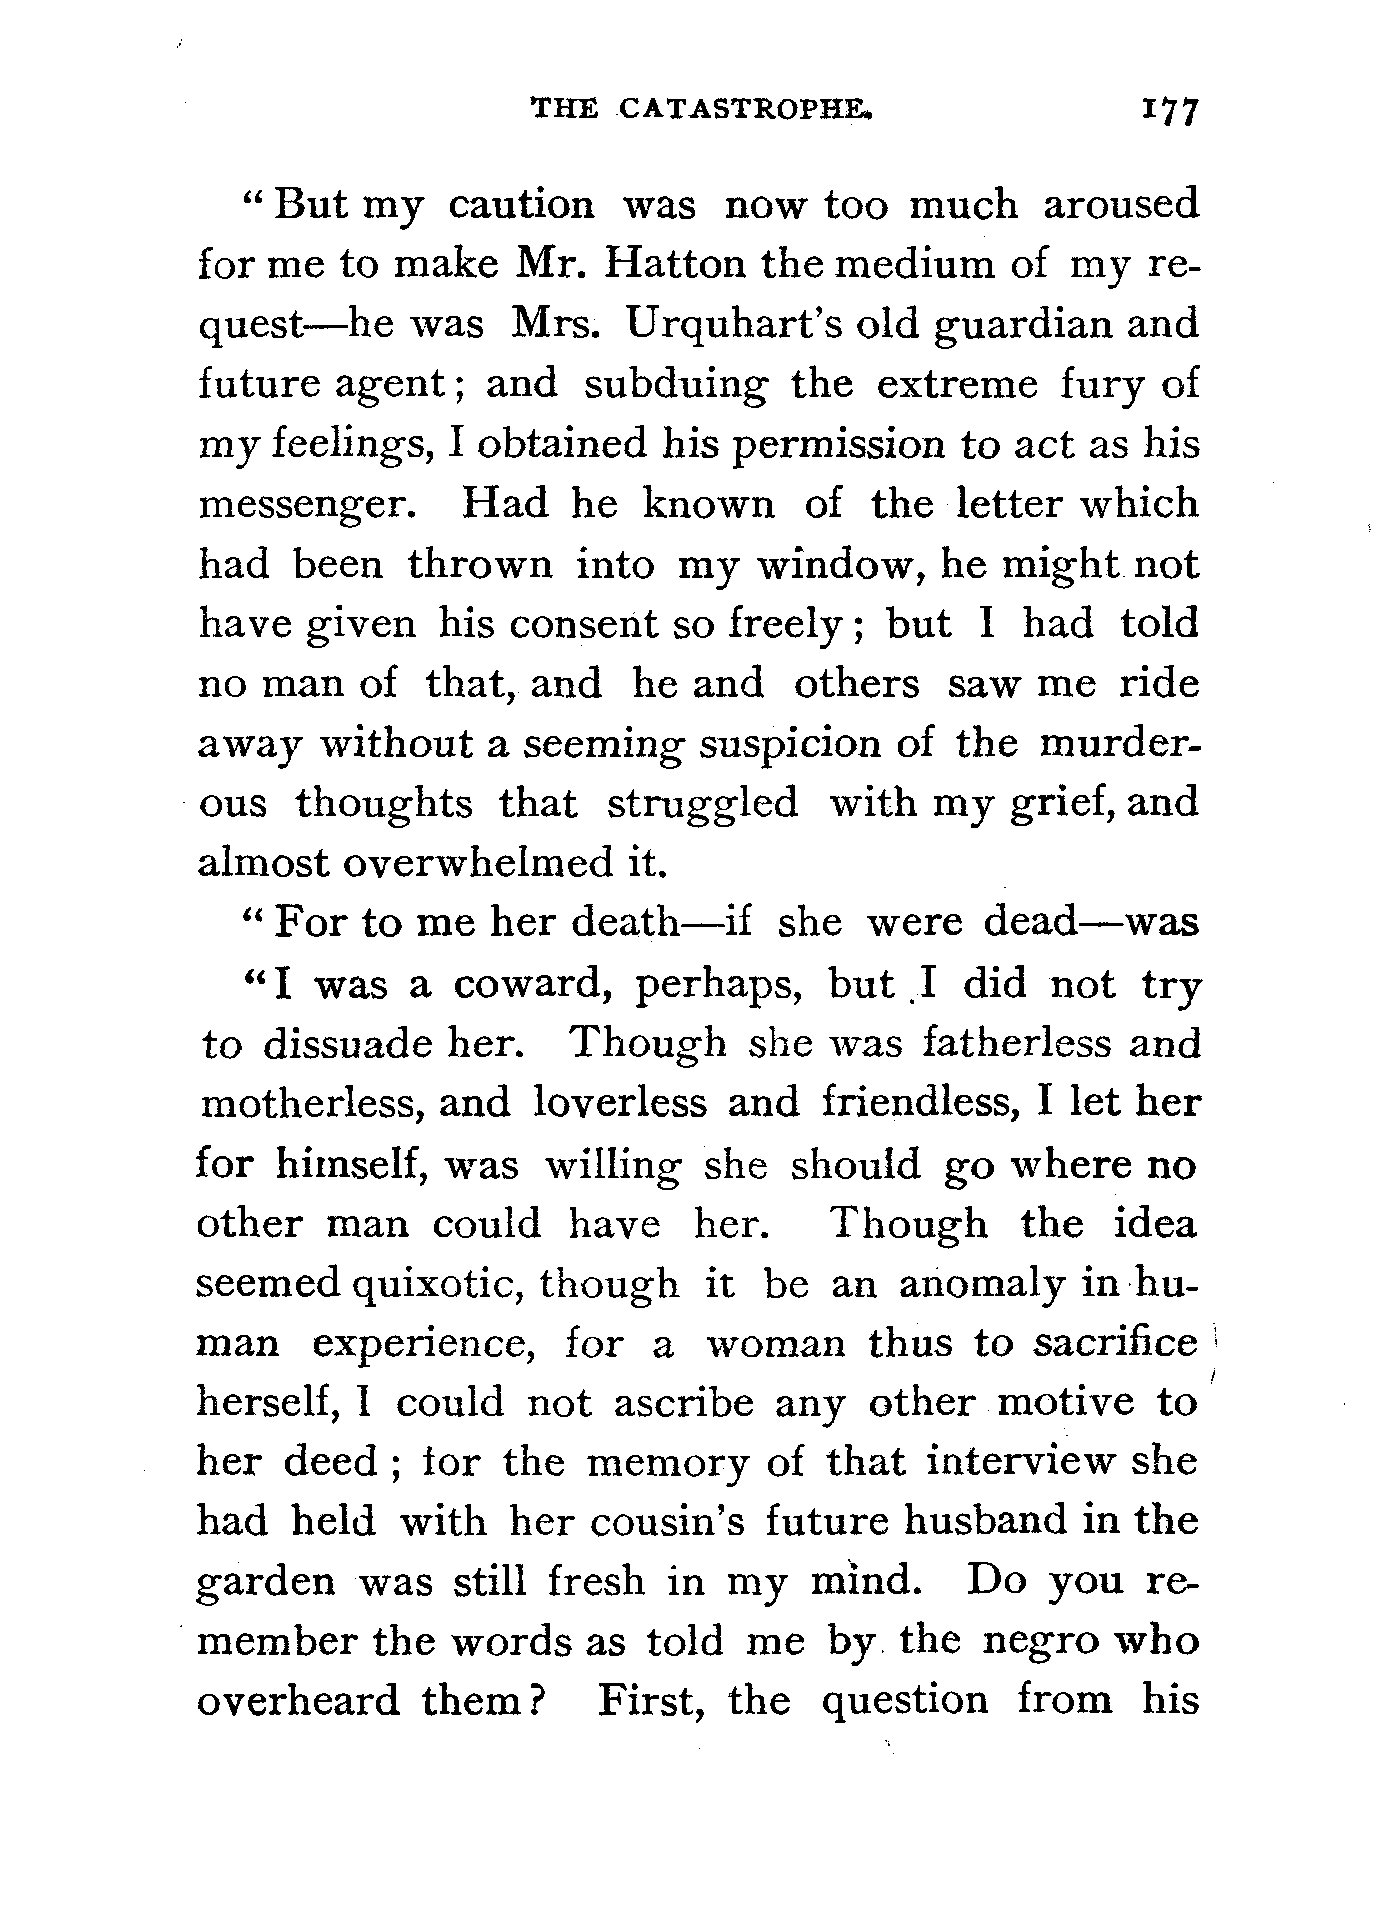 THE CATASTROPHE. 177
" But my caution was now too much aroused
for me to make Mr. Hatton the medium of my re-
quest—he was Mrs. Urquhart's old guardian and
future agent ; and subduing the extreme fury of
my feelings, I obtained his permission to act as his
messenger. Had he known of the letter which
had been thrown into my window, he might not
have given his consent so freely ; but I had told
no man of that, and he and others saw me ride
away without a seeming suspicion of the murder-
ous thoughts that struggled with my grief, and
almost overwhelmed it.
" For to me her death—if she were dead—was
" I was a coward, perhaps, but I did not try
to dissuade her. Though she was fatherless and
motherless, and loverless and friendless, I let her
for himself, was willing she should go where no
other man could have her. Though the idea
seemed quixotic, though it be an anomaly in hu-
man experience, for a woman thus to sacrifice
herself, I could not ascribe any other motive to
her deed ; for the memory of that interview she
had held with her cousin's future husband in the
garden was still fresh in my mind. Do you re-
member the words as told me by the negro who
overheard them ? First, the question from his